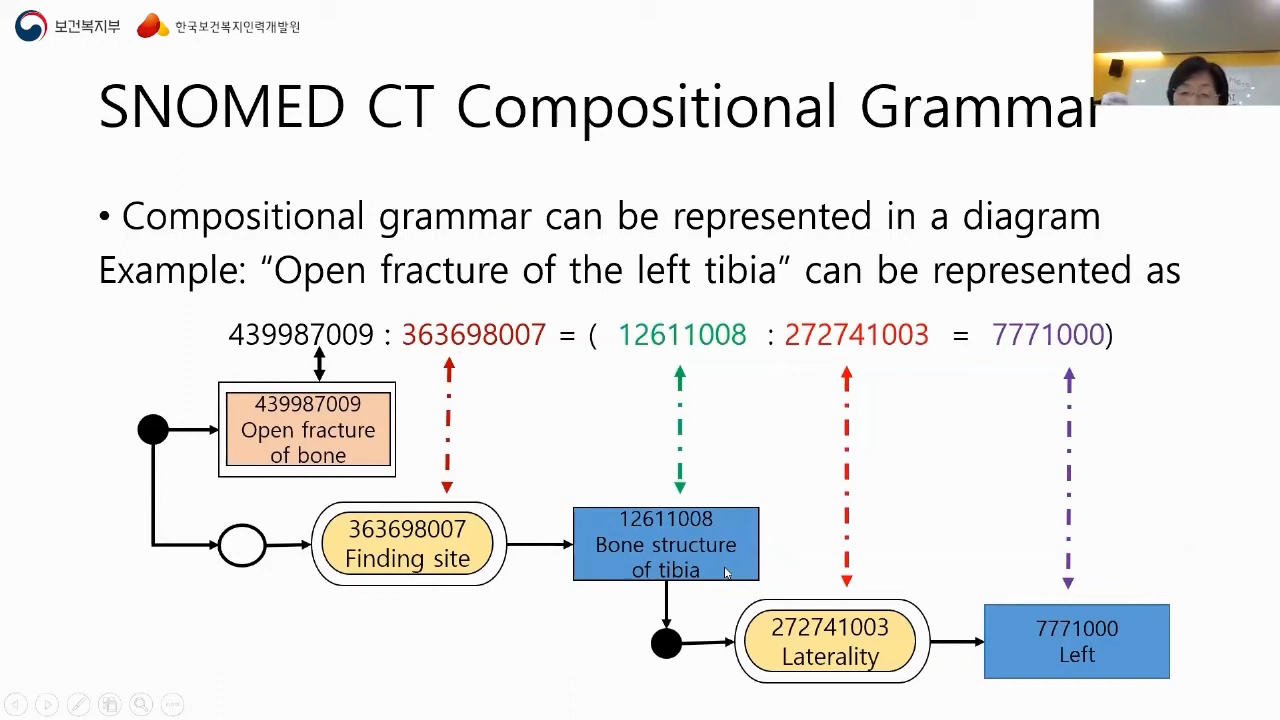 보건복지부 한국보건복지인력개발원
SNOMED CT Compositional Grammar
• Compositional grammar can be represented in a diagram
Example: “Open fracture of the left tibia” can be represented as
439987009 : 363698007 = ( 12611008 : 272741003 = 7771000)
439987009
Open fracture
of bone
363698007
Finding site
12611008
Bone structure
of tibia
272741003
Laterality
7771000
Left